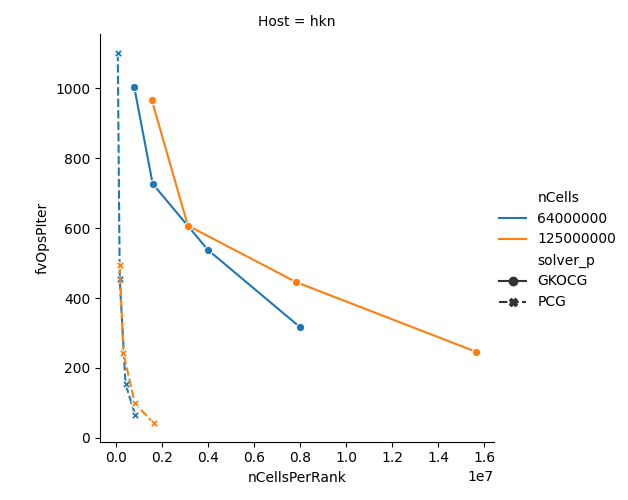 Host = hkn
fvOpsPIter
1000
800
600
400
200
0
0.0 0.2 0.4 0.6 0.8 1.0 1.2 1.4 1.6
1e7
nCellsPerRank
nCells
64000000
125000000
solver_p
GKOCG
PCG